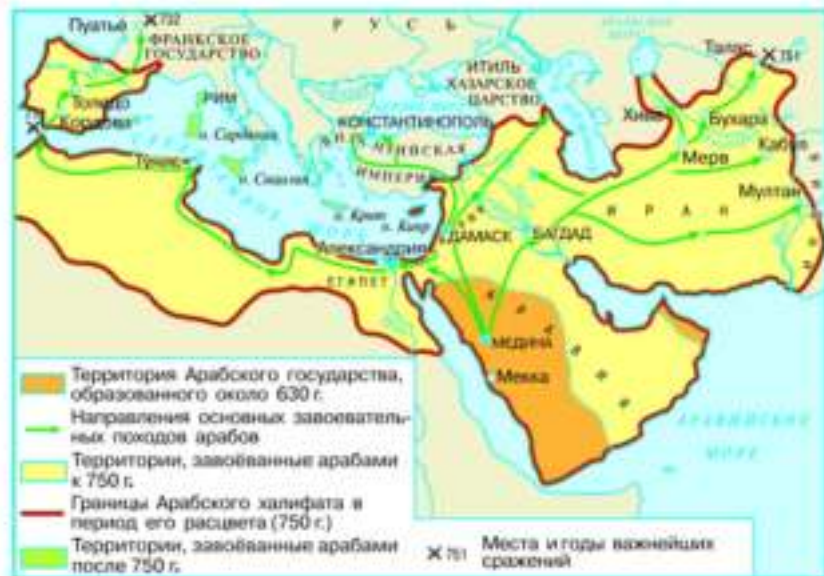 Пуатье
732
РУСЬ
ФРАНКСКОЕ
ГОСУДАРСТВО
Талас
751
ИТИЛЬ
ХАЗАРСКОЕ
ЦАРСТВО
Толедо
Кордова
РИМ
о. Сардиния
КОНСТАНТИНОПОЛЬ
ИМПЕРИЯ
Хива
Бухара
Мерв
Кабул
Тунис
о. Сицилия
Мултан
ИРАН
о. Крит
о. Кипр
ДАМАСК
БАГДАД
Александрия
ЕГИПЕТ
МЕДИНА
Мекка
АРАВИЙСКОЕ
МОРЕ
Территория Арабского государства,
образованного около 630 г.
Направления основных завоеватель-
ных походов арабов
Территории, завоёванные арабами
к 750 г.
Границы Арабского халифата в
период его расцвета (750 г.)
Территории, завоёванные арабами
после 750 г.
751 Места и годы важнейших
сражений